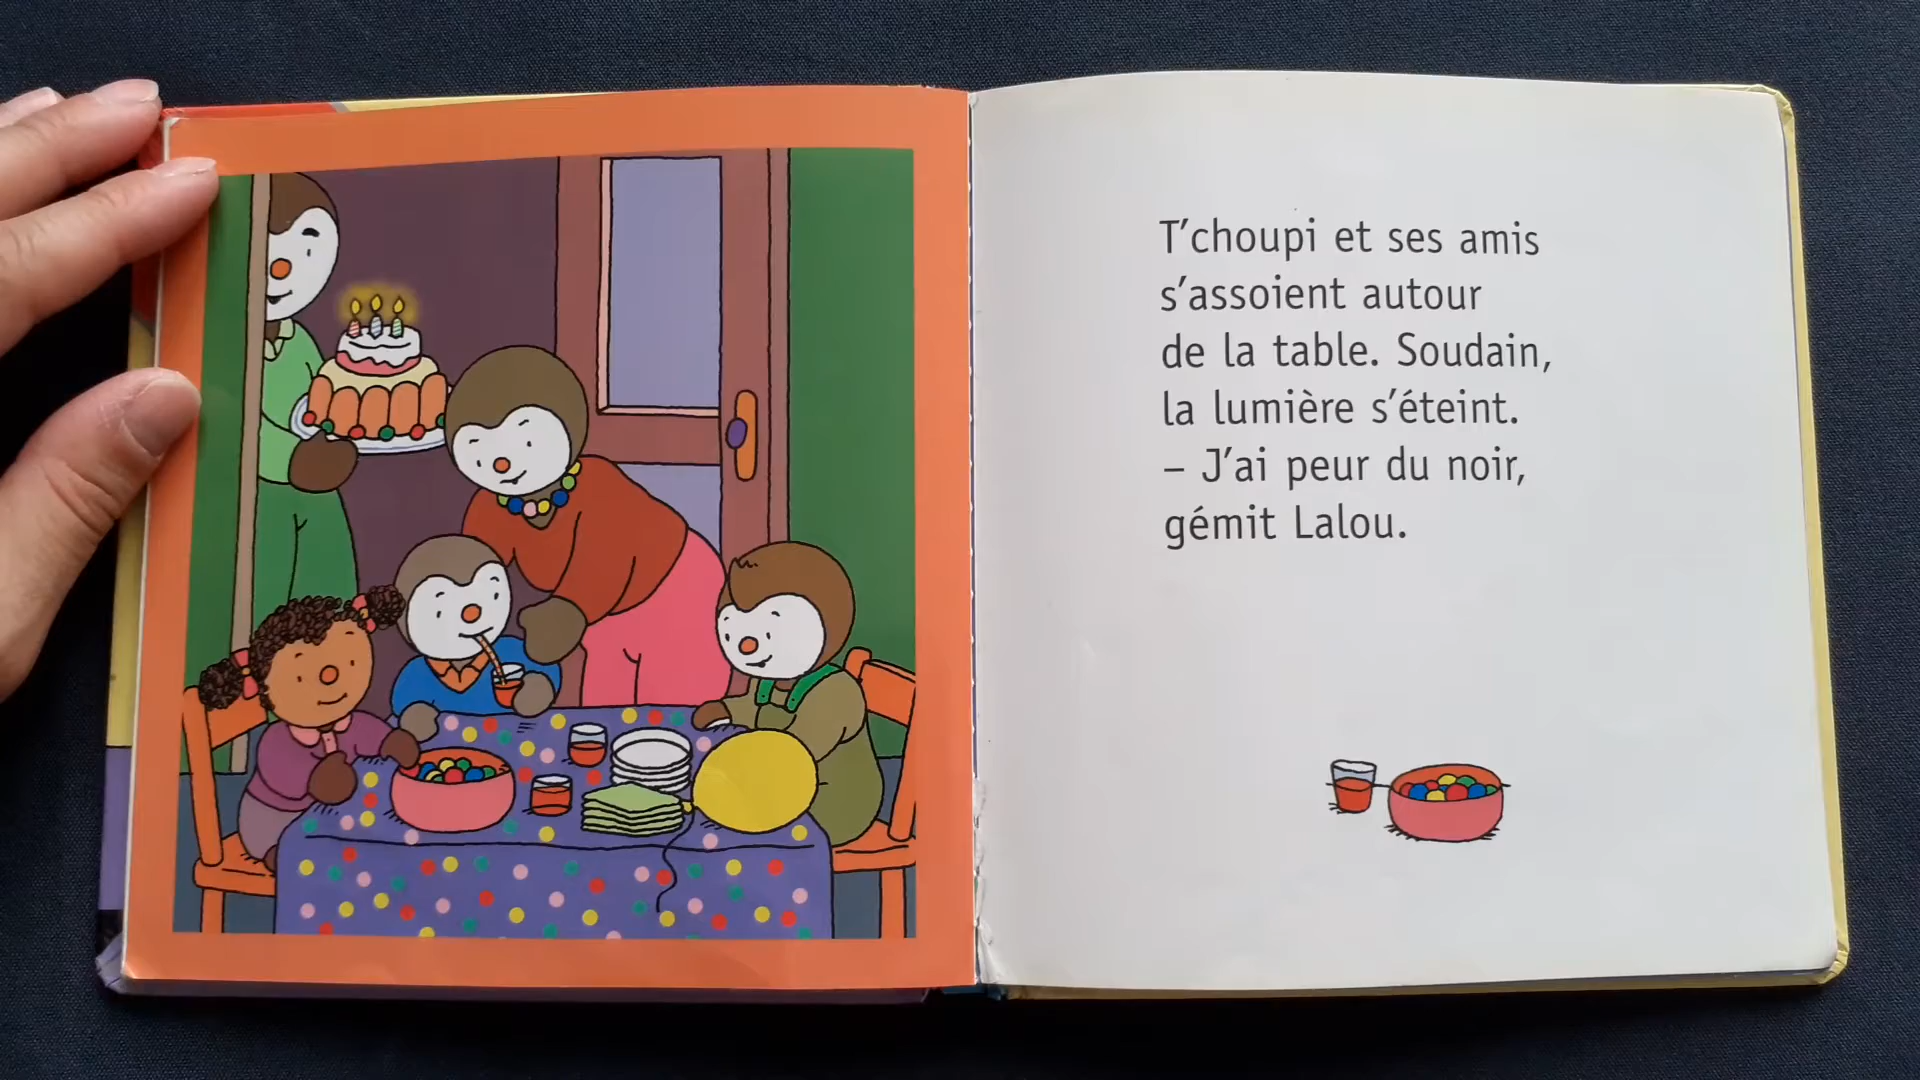 T’choupi et ses amis
s’assoient autour
de la table. Soudain,
la lumière s’éteint.
– J’ai peur du noir,
gémit Lalou.